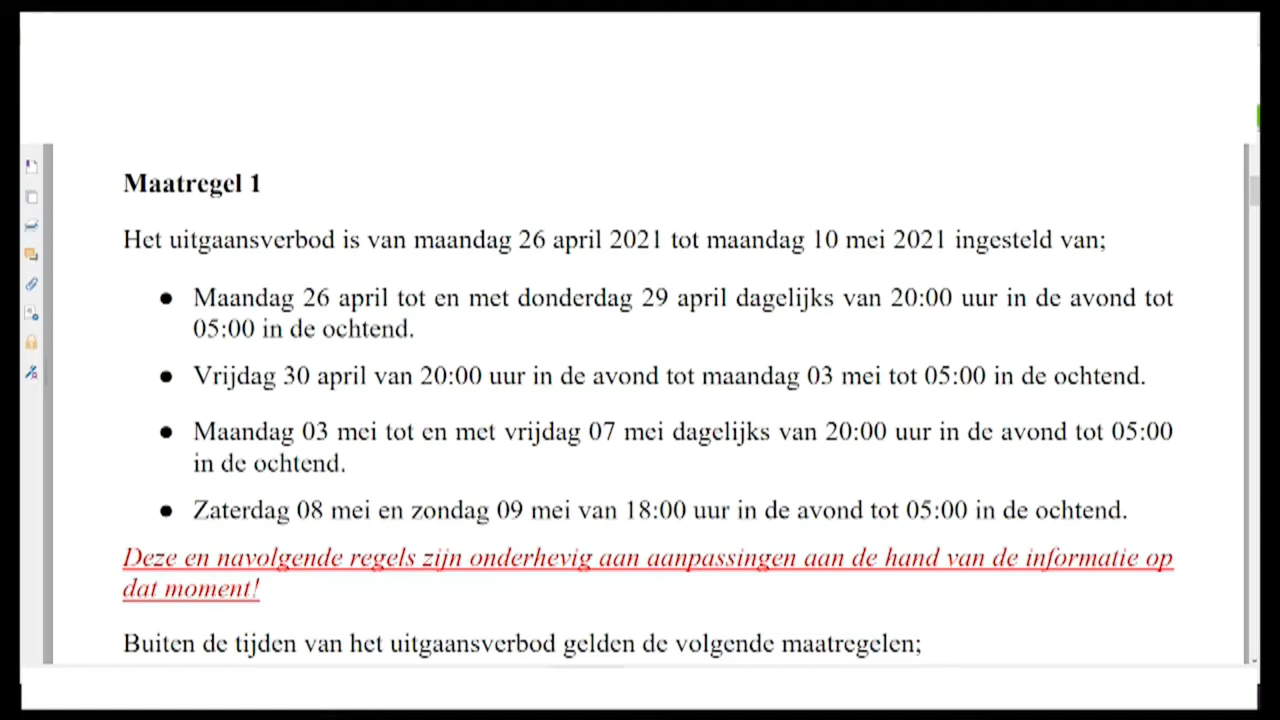 Maatregel 1
Het uitgaansverbod is van maandag 26 april 2021 tot maandag 10 mei 2021 ingesteld van;
● Maandag 26 april tot en met donderdag 29 april dagelijks van 20:00 uur in de avond tot
05:00 in de ochtend.
● Vrijdag 30 april van 20:00 uur in de avond tot maandag 03 mei tot 05:00 in de ochtend.
● Maandag 03 mei tot en met vrijdag 07 mei dagelijks van 20:00 uur in de avond tot 05:00
in de ochtend.
● Zaterdag 08 mei en zondag 09 mei van 18:00 uur in de avond tot 05:00 in de ochtend.
Deze en navolgende regels zijn onderhevig aan aanpassingen aan de hand van de informatie op
dat moment!
Buiten de tijden van het uitgaansverbod gelden de volgende maatregelen;